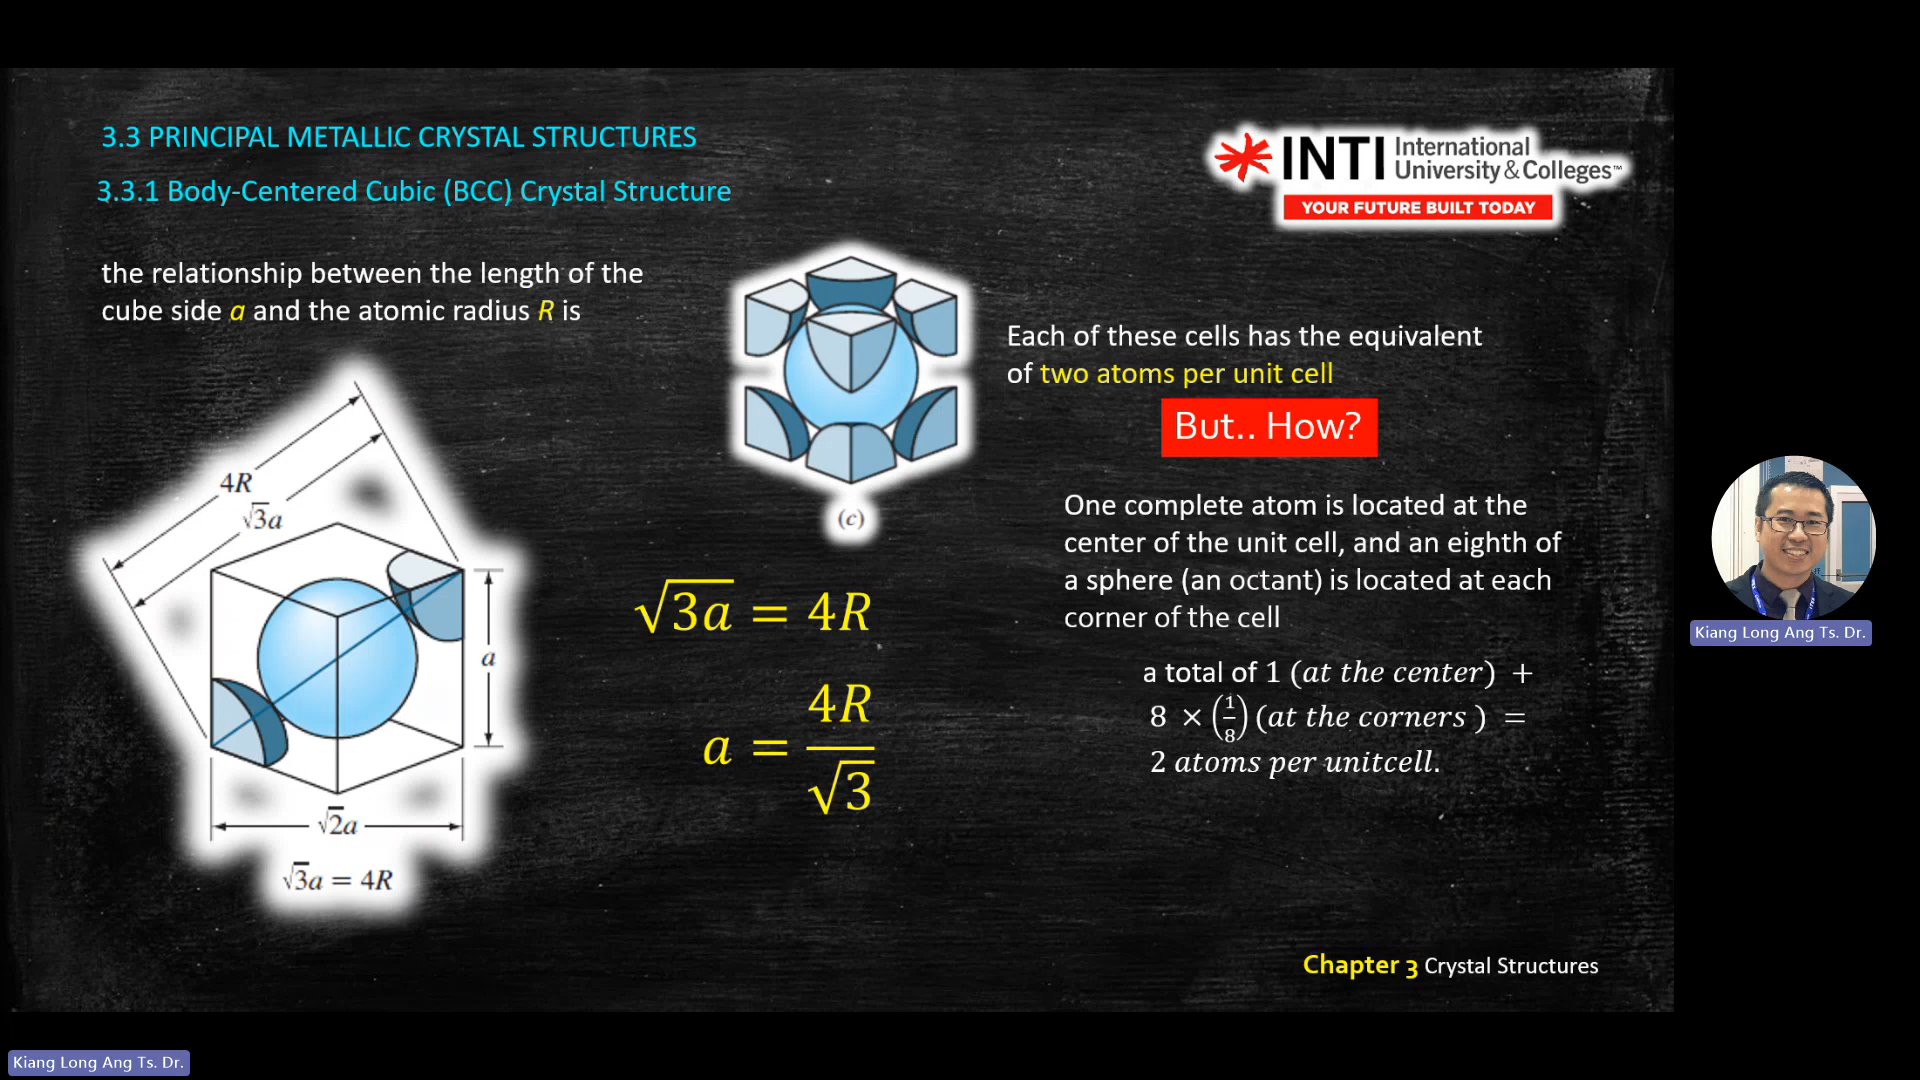 3.3 PRINCIPAL METALLIC CRYSTAL STRUCTURES
3.3.1 Body-Centered Cubic (BCC) Crystal Structure
INTI International
University & Colleges™
YOUR FUTURE BUILT TODAY
the relationship between the length of the
cube side a and the atomic radius R is
4R
√3a
a
√2a
√3a = 4R
(c)
√3a = 4R
a = 4R/√3
Each of these cells has the equivalent
of two atoms per unit cell
But.. How?
One complete atom is located at the
center of the unit cell, and an eighth of
a sphere (an octant) is located at each
corner of the cell
a total of 1 (at the center) +
8 × (1/8) (at the corners ) =
2 atoms per unitcell.
Chapter 3 Crystal Structures
Kiang Long Ang Ts. Dr.
Kiang Long Ang Ts. Dr.